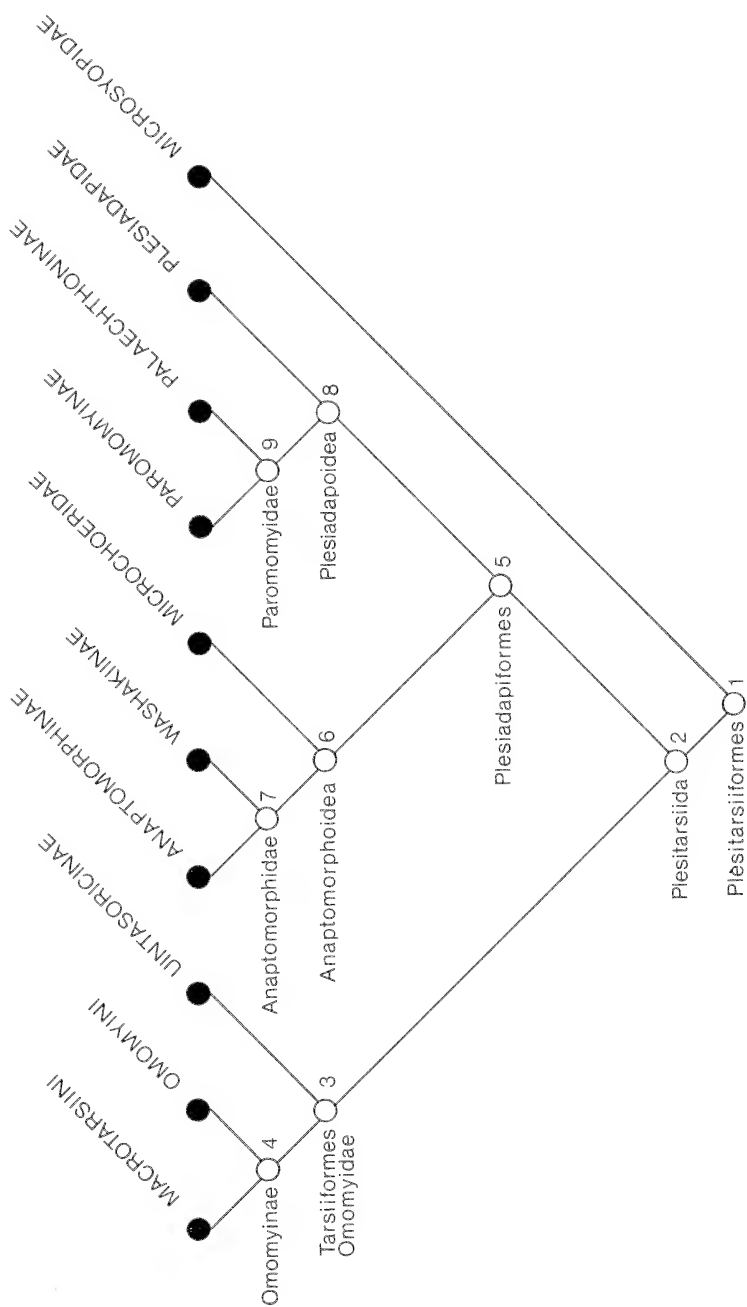 MACROTARSIINI
OMOMYINI
UINTASORICINAE
ANAPTOMORPHINAE
WASHAKIINAE
MICROCHOERIDAE
PAROMOMYINAE
PALAECHTHONINAE
PLESIADAPIDAE
MICROSYOPIDAE
4
Omomyinae
3
Tarsiiformes
Omomyidae
7
Anaptomorphidae
6
Anaptomorphoidea
9
Paromomyidae
8
Plesiadapoidea
5
Plesiadapiformes
2
Plesitarsiida
1
Plesitarsiiformes